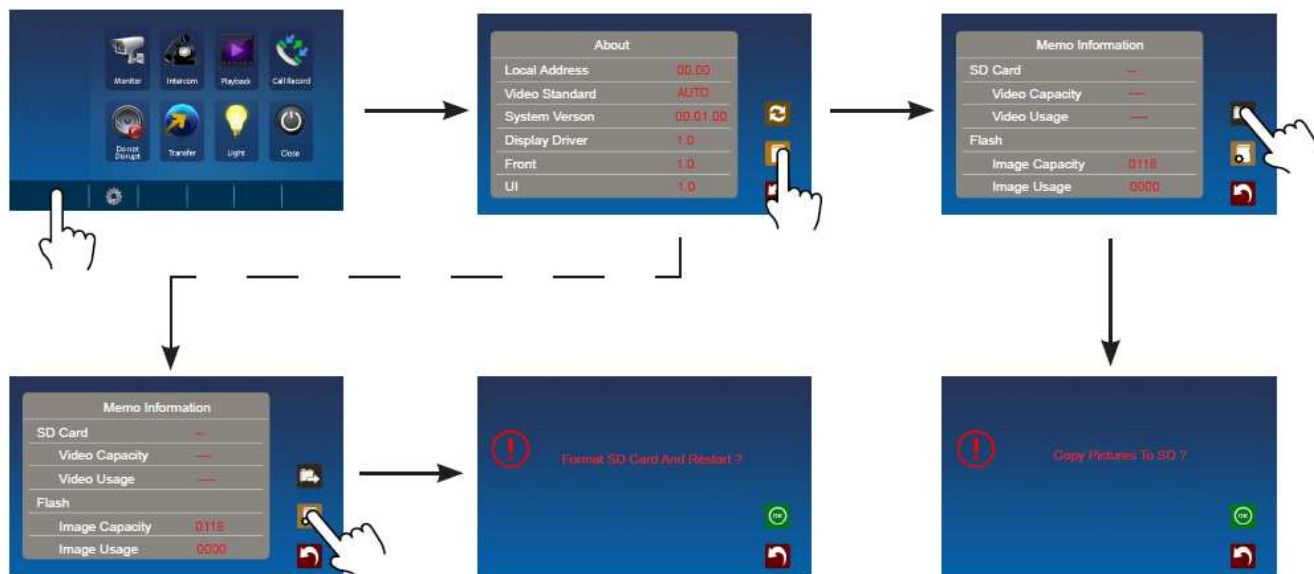 Monitor Intercom Playback Call Record
Do not Disrupt Transfer Light Close
About
Local Address 00.00
Video Standard AUTO
System Verson 00.01.00
Display Driver 1.0
Front 1.0
UI 1.0
Memo Information
SD Card --
Video Capacity ---
Video Usage ---
Flash
Image Capacity 0118
Image Usage 0000
Memo Information
SD Card --
Video Capacity ---
Video Usage ---
Flash
Image Capacity 0118
Image Usage 0000
Format SD Card And Restart ?
OK
Copy Pictures To SD ?
OK